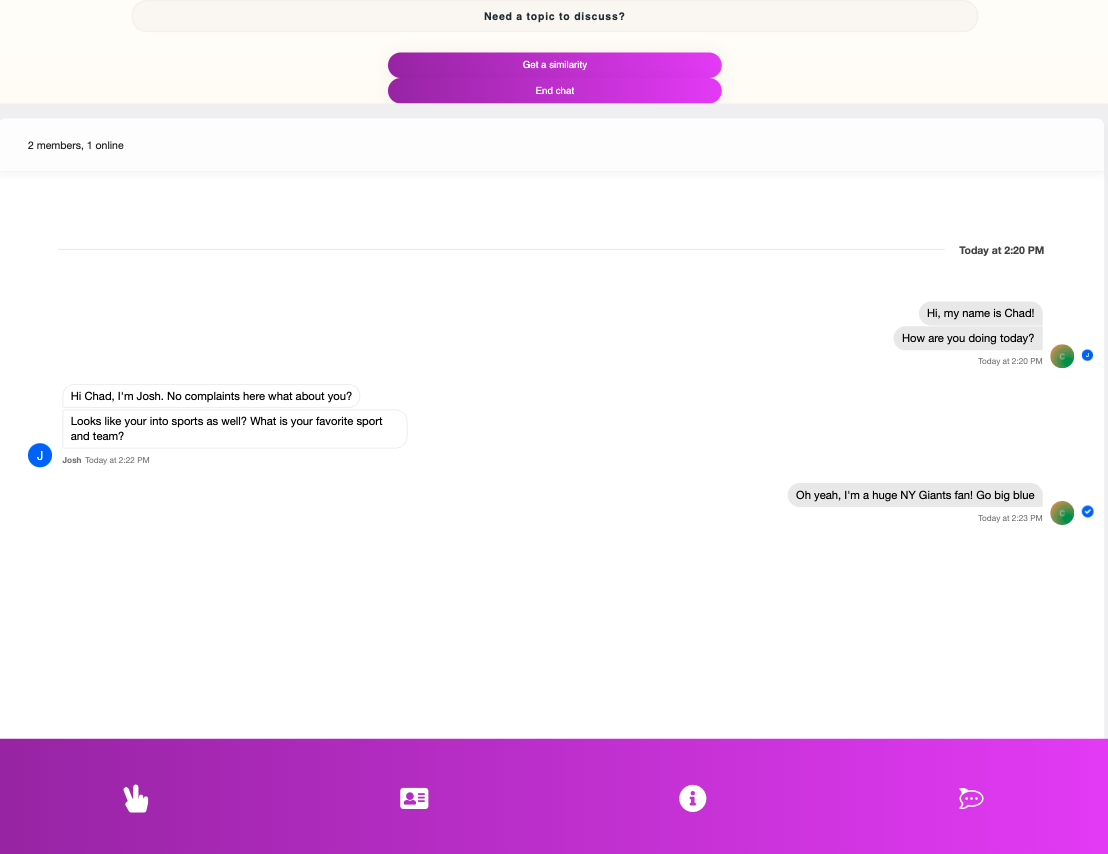 Need a topic to discuss?
Get a similarity
End chat
2 members, 1 online
Today at 2:20 PM
Hi, my name is Chad!
How are you doing today?
Today at 2:20 PM
C
J
Hi Chad, I'm Josh. No complaints here what about you?
Looks like your into sports as well? What is your favorite sport
and team?
J
Josh Today at 2:22 PM
Oh yeah, I'm a huge NY Giants fan! Go big blue
Today at 2:23 PM
C